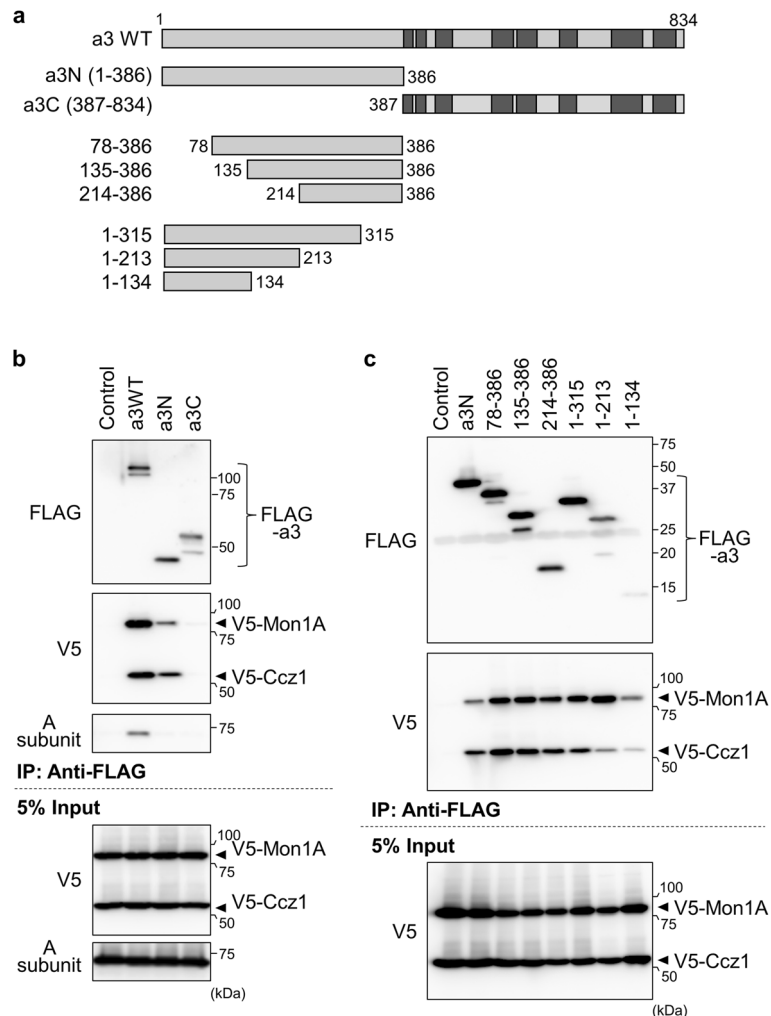 a
1
834
a3 WT
a3N (1-386)
386
a3C (387-834)
387
78-386
78
386
135-386
135
386
214-386
214
386
1-315
315
1-213
213
1-134
134
b
Control
a3WT
a3N
a3C
FLAG
100
75
50
FLAG
-a3
V5
100
V5-Mon1A
75
V5-Ccz1
50
A
subunit
75
IP: Anti-FLAG
5% Input
V5
100
V5-Mon1A
75
V5-Ccz1
50
A
subunit
75
(kDa)
c
Control
a3N
78-386
135-386
214-386
1-315
1-213
1-134
FLAG
75
50
37
25
20
15
FLAG
-a3
V5
100
V5-Mon1A
75
V5-Ccz1
50
IP: Anti-FLAG
5% Input
V5
100
V5-Mon1A
75
V5-Ccz1
50
(kDa)